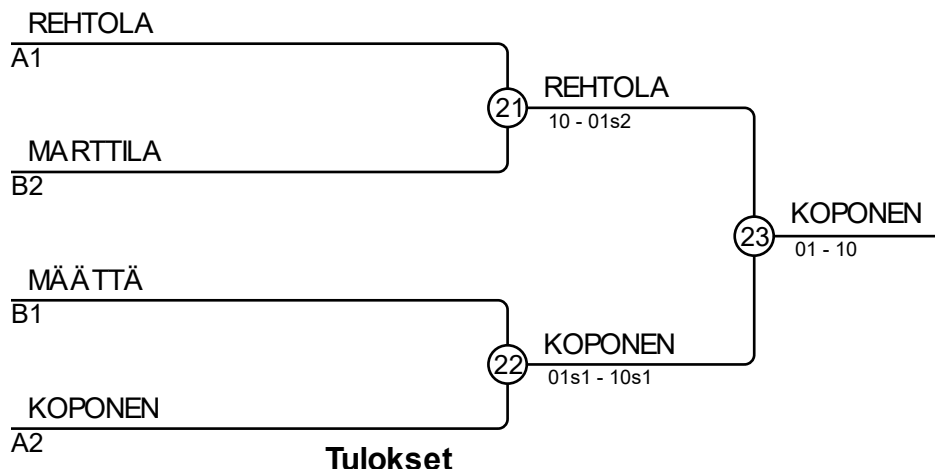 REHTOLA
A1
21
REHTOLA
10 - 01s2
MARTTILA
B2
23
KOPONEN
01 - 10
MÄÄTTÄ
B1
22
KOPONEN
01s1 - 10s1
KOPONEN
A2
Tulokset